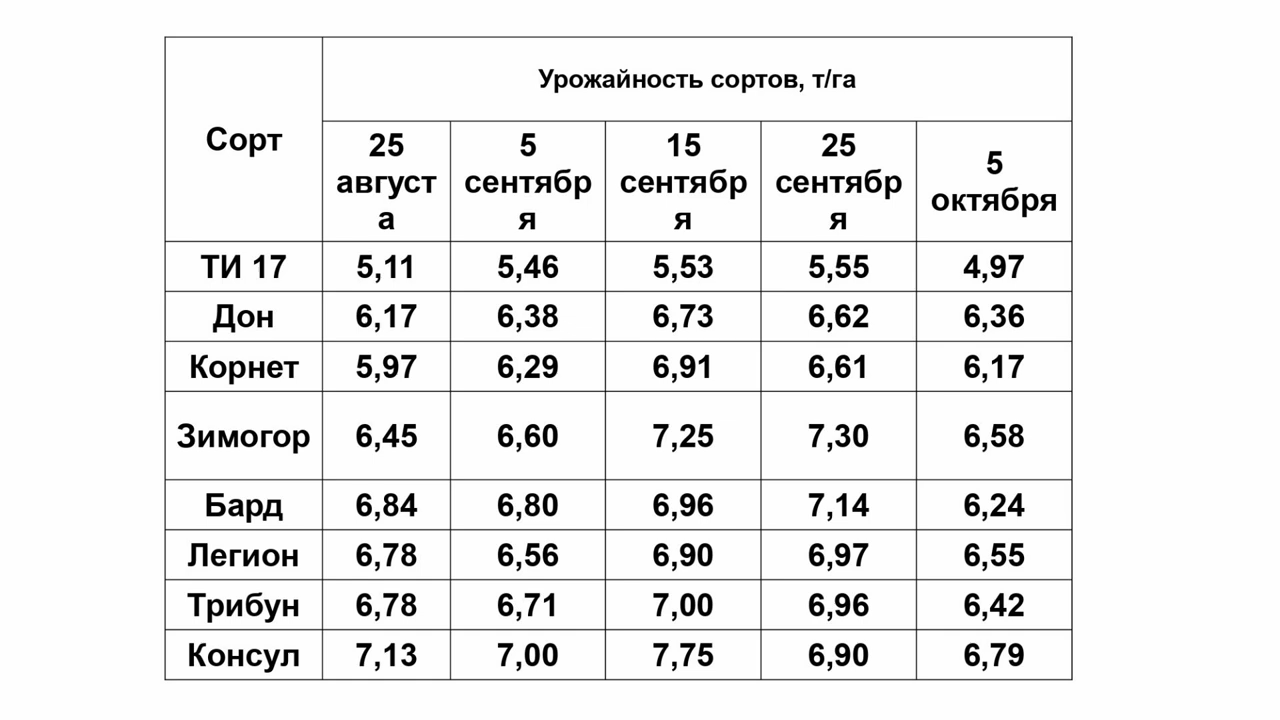 Урожайность сортов, т/га
Сорт
25
август
а
5
сентябр
я
15
сентябр
я
25
сентябр
я
5
октября
ТИ 17 5,11 5,46 5,53 5,55 4,97
Дон 6,17 6,38 6,73 6,62 6,36
Корнет 5,97 6,29 6,91 6,61 6,17
Зимогор 6,45 6,60 7,25 7,30 6,58
Бард 6,84 6,80 6,96 7,14 6,24
Легион 6,78 6,56 6,90 6,97 6,55
Трибун 6,78 6,71 7,00 6,96 6,42
Консул 7,13 7,00 7,75 6,90 6,79